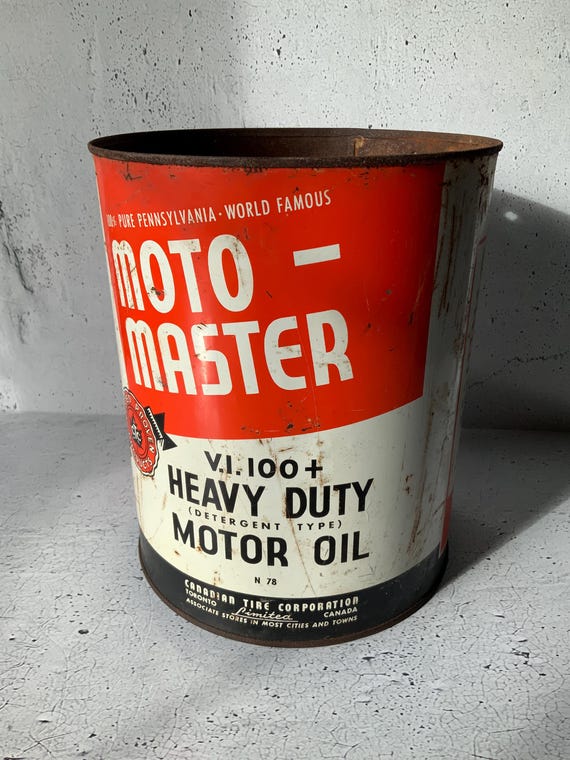 100% PURE PENNSYLVANIA · WORLD FAMOUS
MOTO –
MASTER
V.I. 100+
HEAVY DUTY
(DETERGENT TYPE)
MOTOR OIL
N 78
CANADIAN TIRE CORPORATION
TORONTO Limited CANADA
ASSOCIATE STORES IN MOST CITIES AND TOWNS